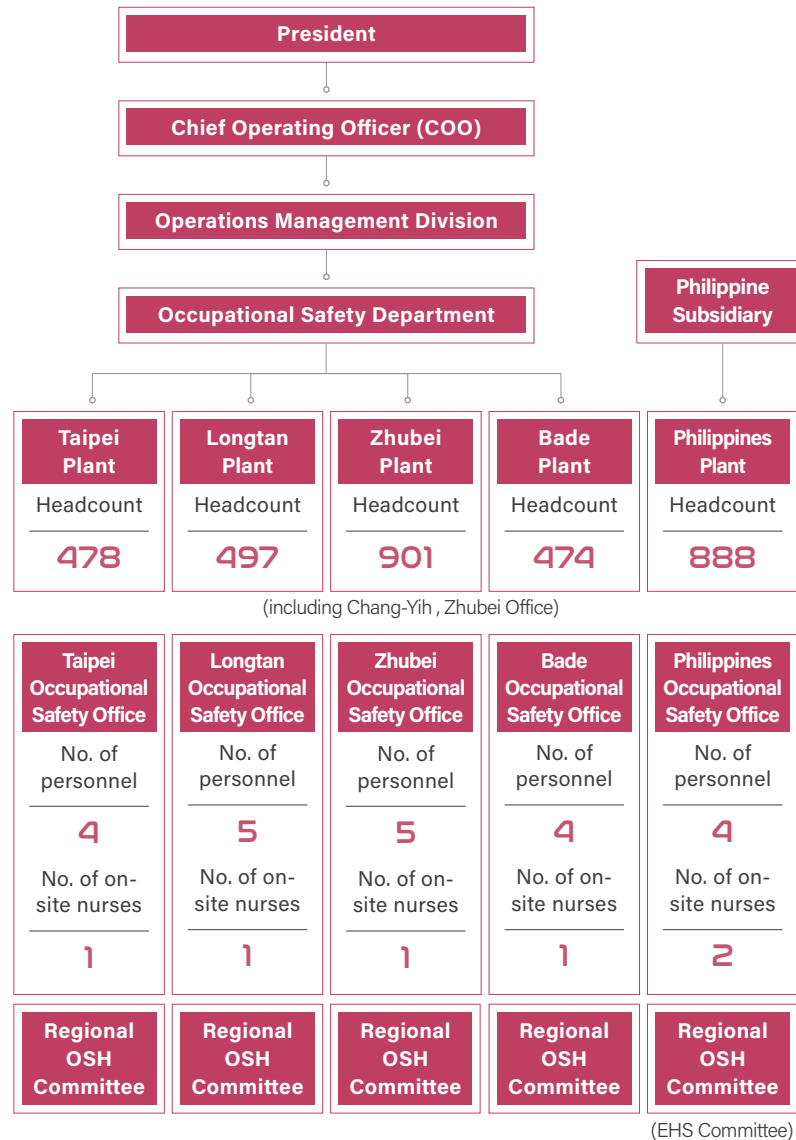 President
Chief Operating Officer (COO)
Operations Management Division
Occupational Safety Department
Philippine
Subsidiary
Taipei
Plant
Headcount
478
Longtan
Plant
Headcount
497
Zhubei
Plant
Headcount
901
Bade
Plant
Headcount
474
Philippines
Plant
Headcount
888
(including Chang-Yih , Zhubei Office)
Taipei
Occupational
Safety Office
No. of
personnel
4
No. of on-
site nurses
1
Longtan
Occupational
Safety Office
No. of
personnel
5
No. of on-
site nurses
1
Zhubei
Occupational
Safety Office
No. of
personnel
5
No. of on-
site nurses
1
Bade
Occupational
Safety Office
No. of
personnel
4
No. of on-
site nurses
1
Philippines
Occupational
Safety Office
No. of
personnel
4
No. of on-
site nurses
2
Regional
OSH
Committee
Regional
OSH
Committee
Regional
OSH
Committee
Regional
OSH
Committee
Regional
OSH
Committee
(EHS Committee)